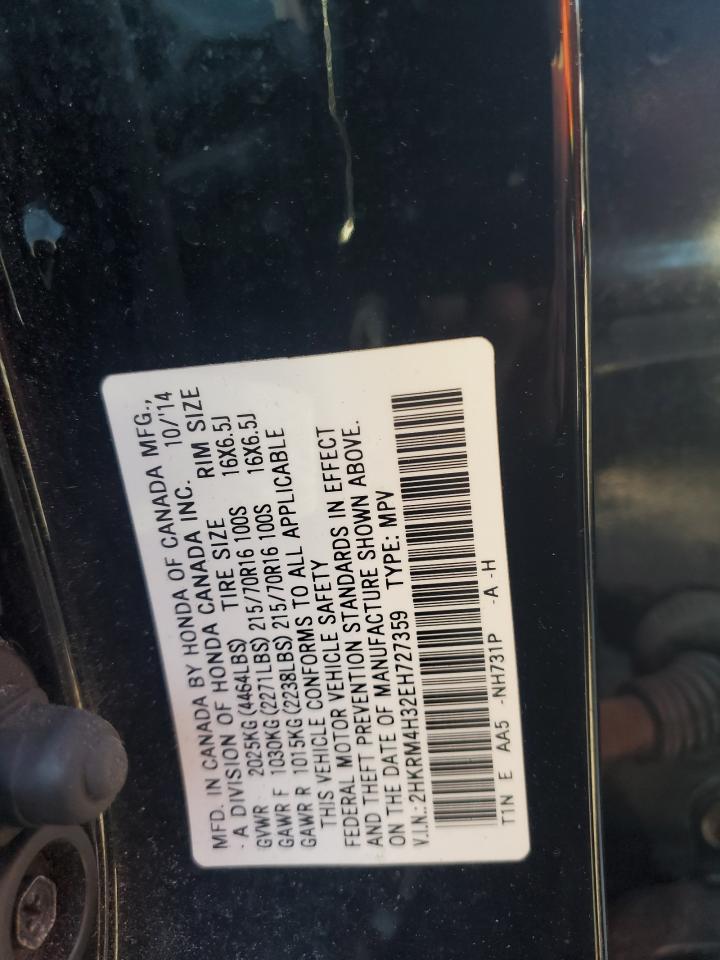 MFD. IN CANADA BY HONDA OF CANADA MFG.,
- A DIVISION OF HONDA CANADA INC. 10/'14
TIRE SIZE RIM SIZE
GVWR 2025KG (4464LBS)
GAWR F 1030KG (2271LBS) 215/70R16 100S 16X6.5J
GAWR R 1015KG (2238LBS) 215/70R16 100S 16X6.5J
THIS VEHICLE CONFORMS TO ALL APPLICABLE
FEDERAL MOTOR VEHICLE SAFETY
AND THEFT PREVENTION STANDARDS IN EFFECT
ON THE DATE OF MANUFACTURE SHOWN ABOVE.
V.I.N.: 2HKRM4H32EH727359 TYPE: MPV
T1N E AA5 -NH731P -A -H